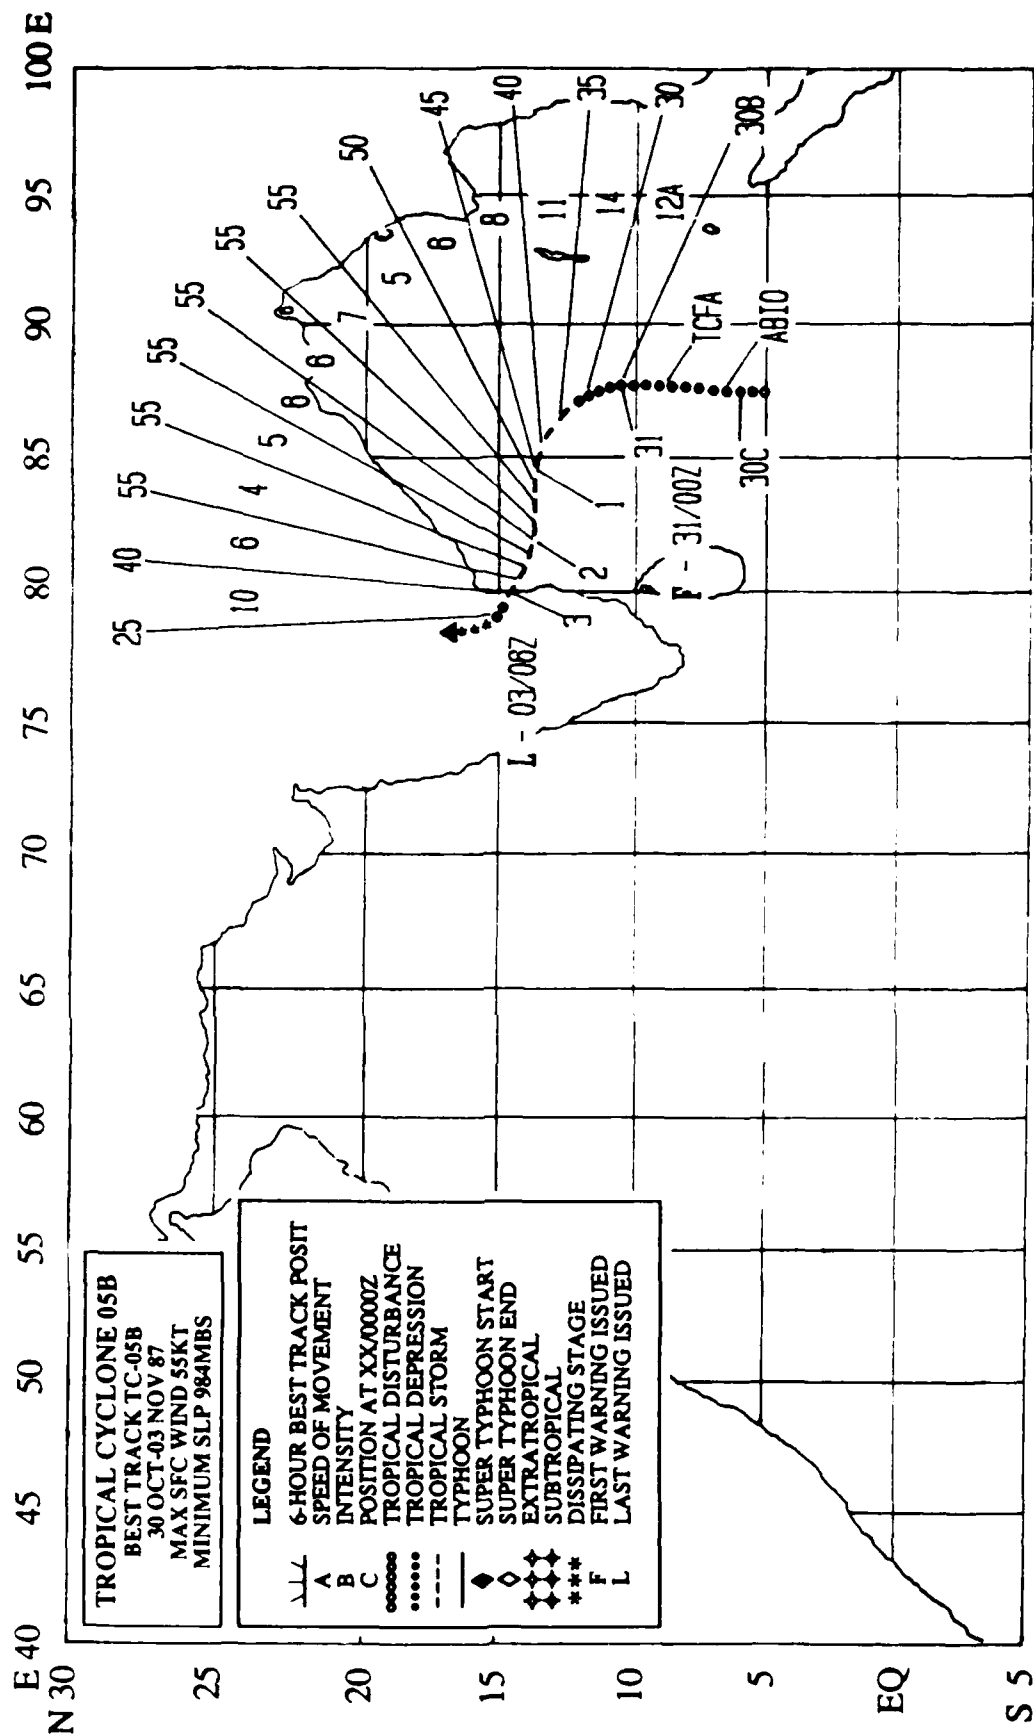 E 40 45 50 55 60 65 70 75 80 85 90 95 100 E
N 30
25
20
15
10
5
EQ
S 5
TROPICAL CYCLONE 05B
BEST TRACK TC-05B
30 OCT-03 NOV 87
MAX SFC WIND 55KT
MINIMUM SLP 984MBS
LEGEND
6-HOUR BEST TRACK POSIT
A SPEED OF MOVEMENT
B INTENSITY
C POSITION AT XX/0000Z
TROPICAL DISTURBANCE
TROPICAL DEPRESSION
TROPICAL STORM
TYPHOON
SUPER TYPHOON START
SUPER TYPHOON END
EXTRATROPICAL
SUBTROPICAL
*** DISSIPATING STAGE
F FIRST WARNING ISSUED
L LAST WARNING ISSUED
25 40 55 55 55 55 55 55 50 45 40 35 30 30B
10 6 4 5 8 6 7 5 6 8 11 14 12A
L - 03/06Z
F - 31/00Z
3
2
1
31
30C
TCFA
ABIO